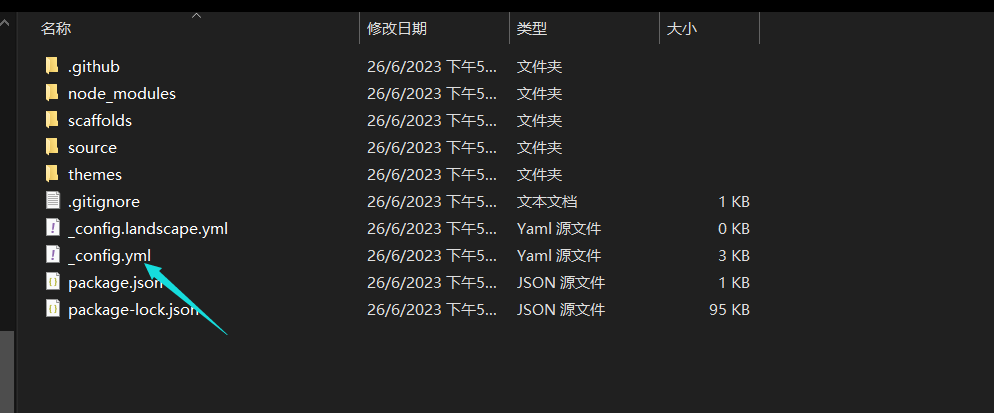 名称 修改日期 类型 大小
.github 26/6/2023 下午5... 文件夹
node_modules 26/6/2023 下午5... 文件夹
scaffolds 26/6/2023 下午5... 文件夹
source 26/6/2023 下午5... 文件夹
themes 26/6/2023 下午5... 文件夹
.gitignore 26/6/2023 下午5... 文本文档 1 KB
_config.landscape.yml 26/6/2023 下午5... Yaml 源文件 0 KB
_config.yml 26/6/2023 下午5... Yaml 源文件 3 KB
package.json 26/6/2023 下午5... JSON 源文件 1 KB
package-lock.json 26/6/2023 下午5... JSON 源文件 95 KB